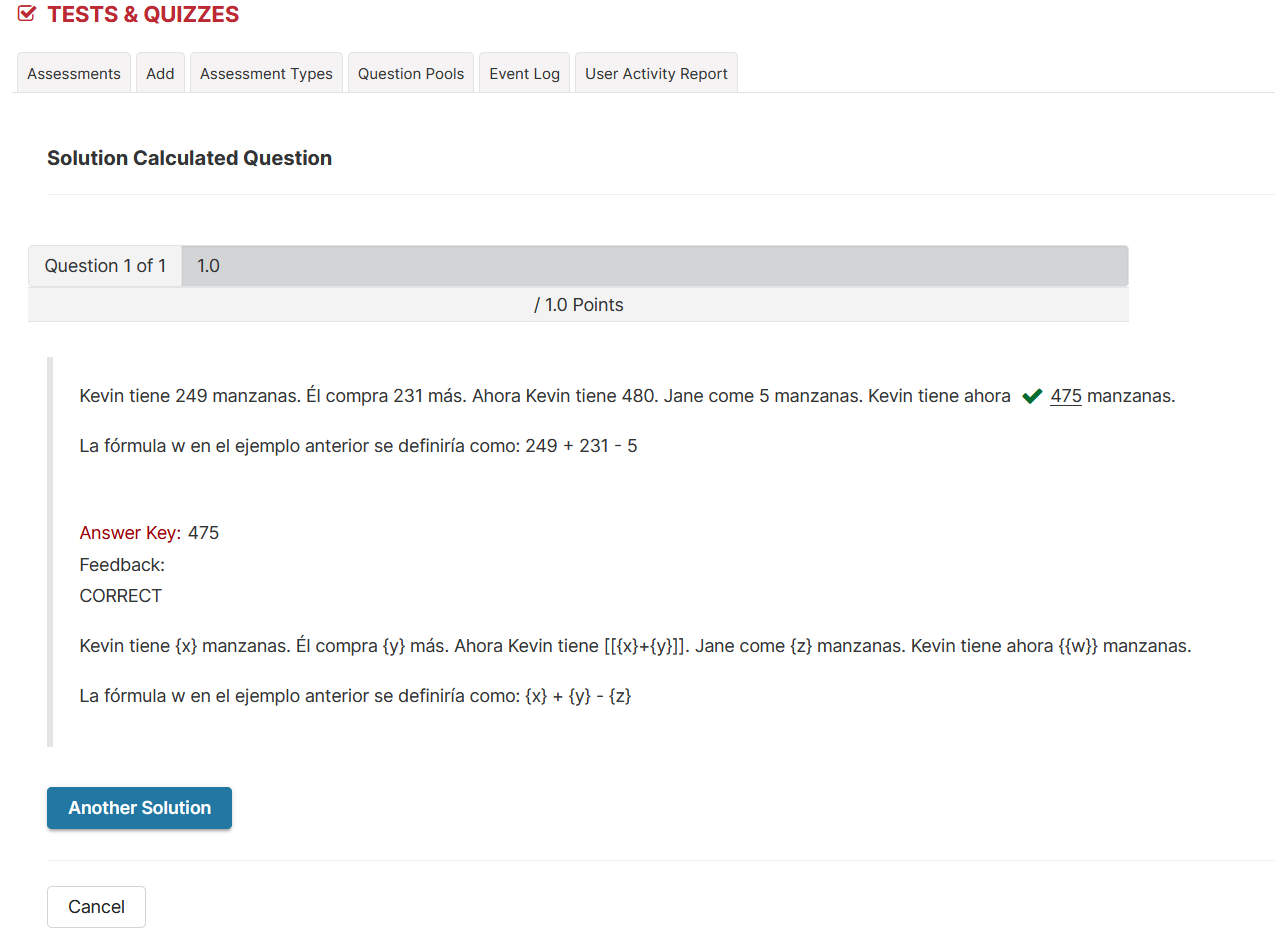 TESTS & QUIZZES
Assessments Add Assessment Types Question Pools Event Log User Activity Report
Solution Calculated Question
Question 1 of 1 1.0
/ 1.0 Points
Kevin tiene 249 manzanas. Él compra 231 más. Ahora Kevin tiene 480. Jane come 5 manzanas. Kevin tiene ahora 475 manzanas.
La fórmula w en el ejemplo anterior se definiría como: 249 + 231 - 5
Answer Key: 475
Feedback:
CORRECT
Kevin tiene {x} manzanas. Él compra {y} más. Ahora Kevin tiene [[{x}+{y}]]. Jane come {z} manzanas. Kevin tiene ahora {{w}} manzanas.
La fórmula w en el ejemplo anterior se definiría como: {x} + {y} - {z}
Another Solution
Cancel